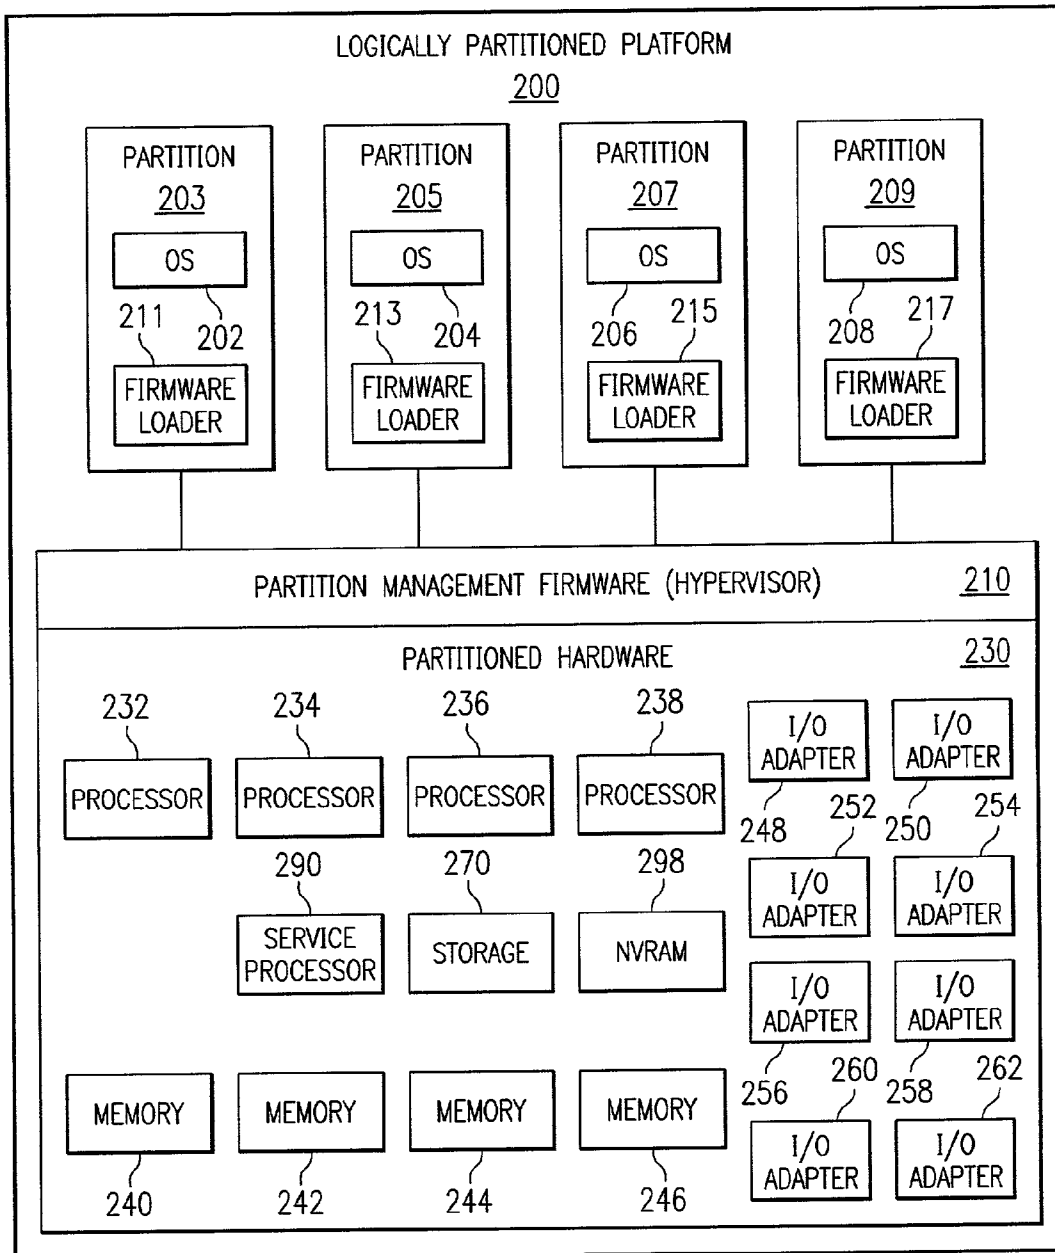 LOGICALLY PARTITIONED PLATFORM
200
PARTITION
203
OS
202
211
FIRMWARE
LOADER
PARTITION
205
OS
204
213
FIRMWARE
LOADER
PARTITION
207
OS
206
215
FIRMWARE
LOADER
PARTITION
209
OS
208
217
FIRMWARE
LOADER
PARTITION MANAGEMENT FIRMWARE (HYPERVISOR)
210
PARTITIONED HARDWARE
230
232
PROCESSOR
234
PROCESSOR
236
PROCESSOR
238
PROCESSOR
290
SERVICE
PROCESSOR
270
STORAGE
298
NVRAM
MEMORY
240
MEMORY
242
MEMORY
244
MEMORY
246
I/O
ADAPTER
248
I/O
ADAPTER
250
252
I/O
ADAPTER
254
I/O
ADAPTER
I/O
ADAPTER
256
I/O
ADAPTER
258
260
I/O
ADAPTER
262
I/O
ADAPTER